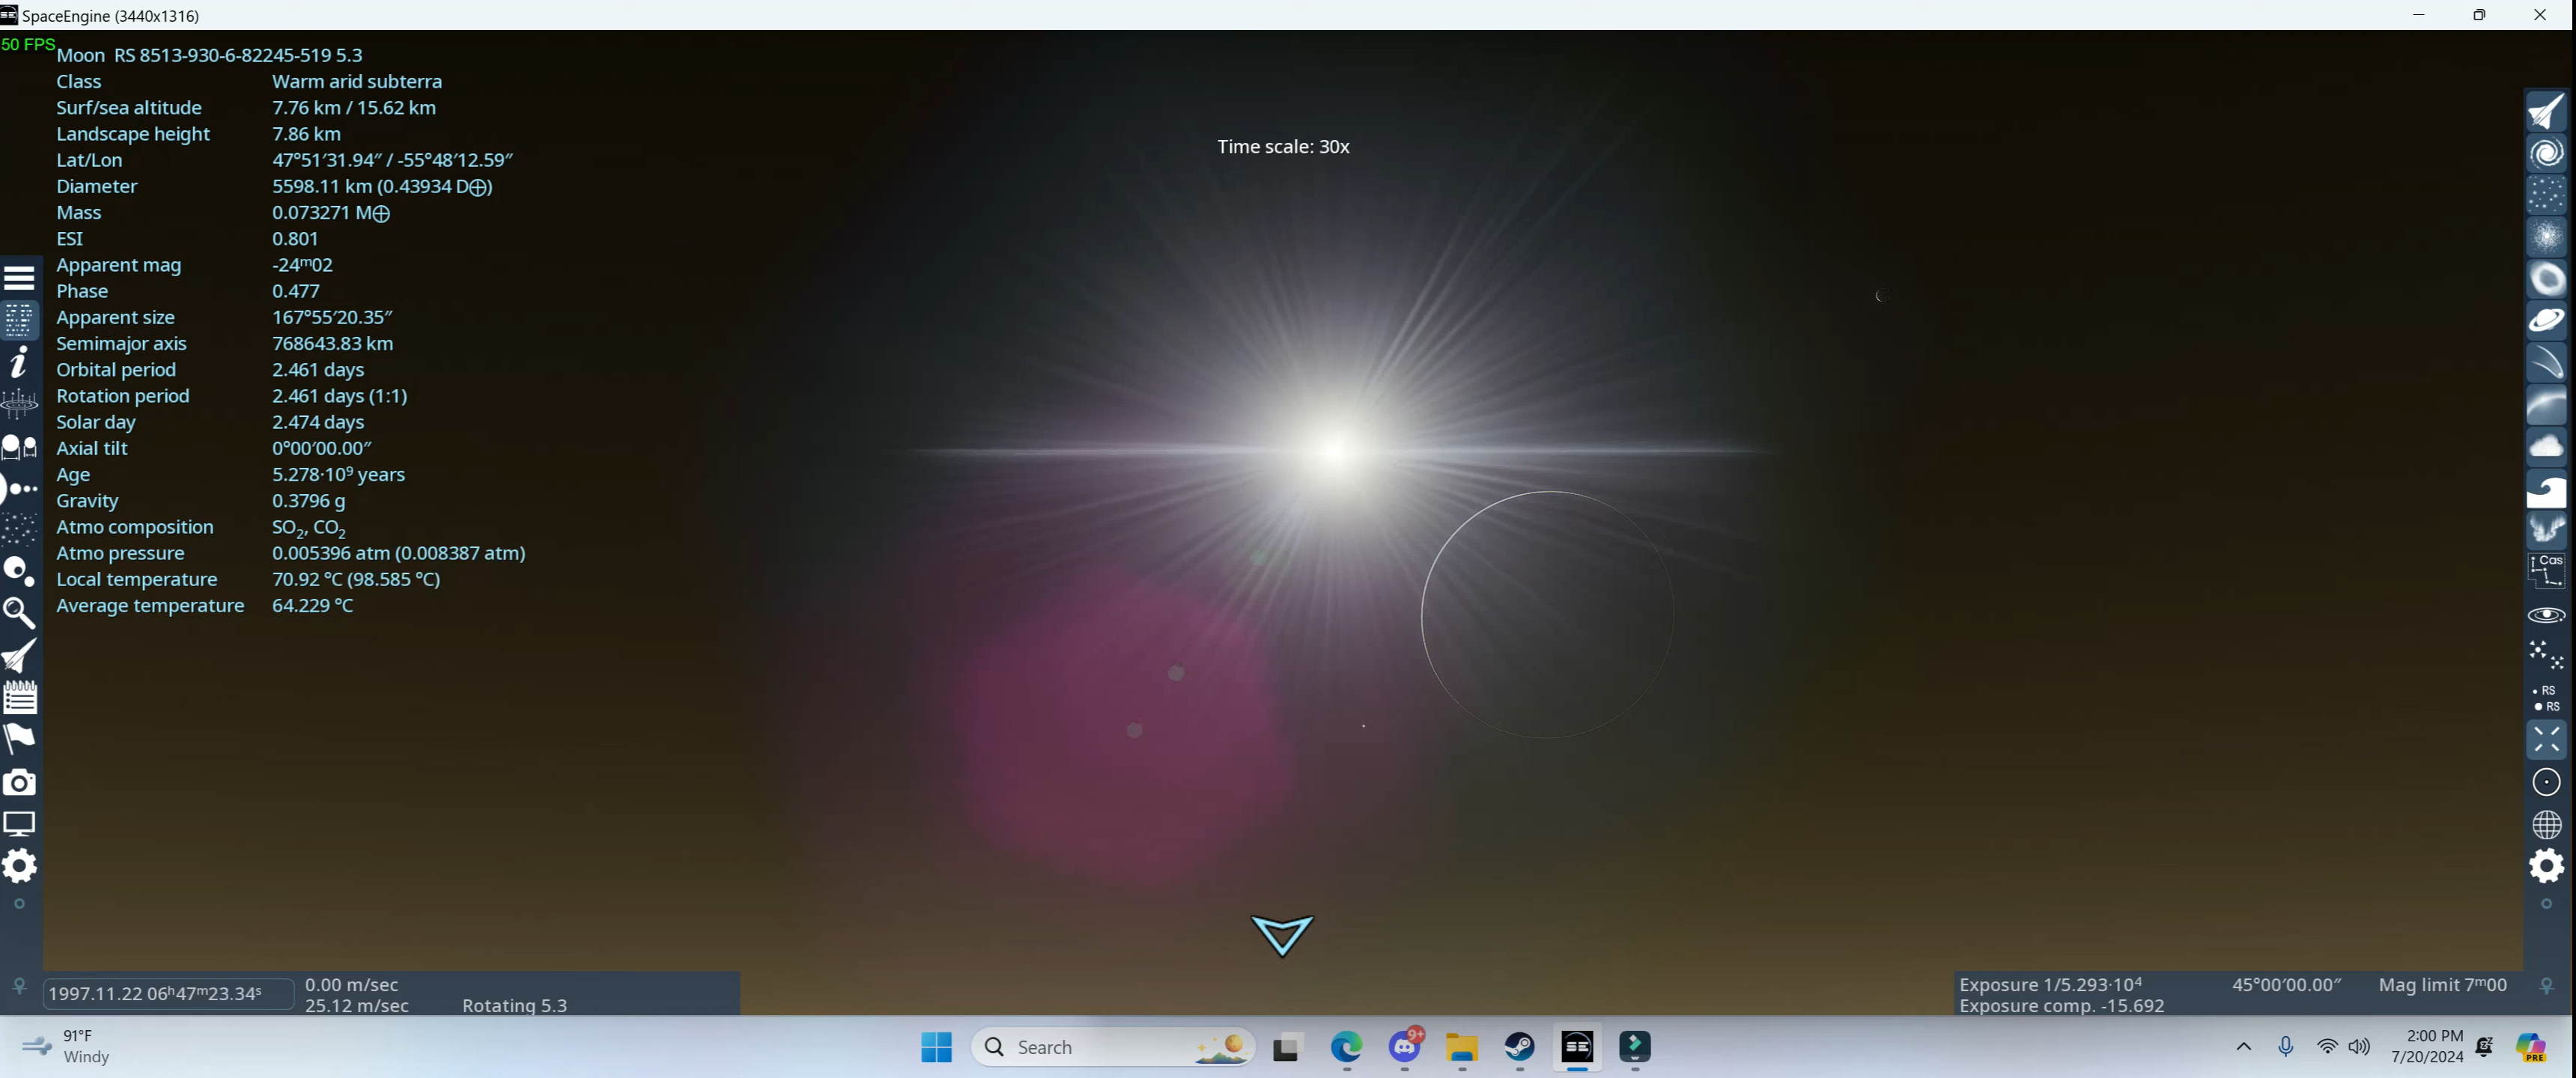 SpaceEngine (3440x1316)
50 FPS
Moon RS 8513-930-6-82245-519 5.3
Class Warm arid subterra
Surf/sea altitude 7.76 km / 15.62 km
Landscape height 7.86 km
Lat/Lon 47°51′31.94″ / -55°48′12.59″
Diameter 5598.11 km (0.43934 D⊕)
Mass 0.073271 M⊕
ESI 0.801
Apparent mag -24ᵐ02
Phase 0.477
Apparent size 167°55′20.35″
Semimajor axis 768643.83 km
Orbital period 2.461 days
Rotation period 2.461 days (1:1)
Solar day 2.474 days
Axial tilt 0°00′00.00″
Age 5.278·10⁹ years
Gravity 0.3796 g
Atmo composition SO₂, CO₂
Atmo pressure 0.005396 atm (0.008387 atm)
Local temperature 70.92 °C (98.585 °C)
Average temperature 64.229 °C
Time scale: 30x
Cas
RS
RS
1997.11.22 06ʰ47ᵐ23.34ˢ
0.00 m/sec
25.12 m/sec Rotating 5.3
Exposure 1/5.293·10⁴ 45°00′00.00″ Mag limit 7ᵐ00
Exposure comp. -15.692
91°F
Windy
Search
9+
SE
2:00 PM
7/20/2024
PRE